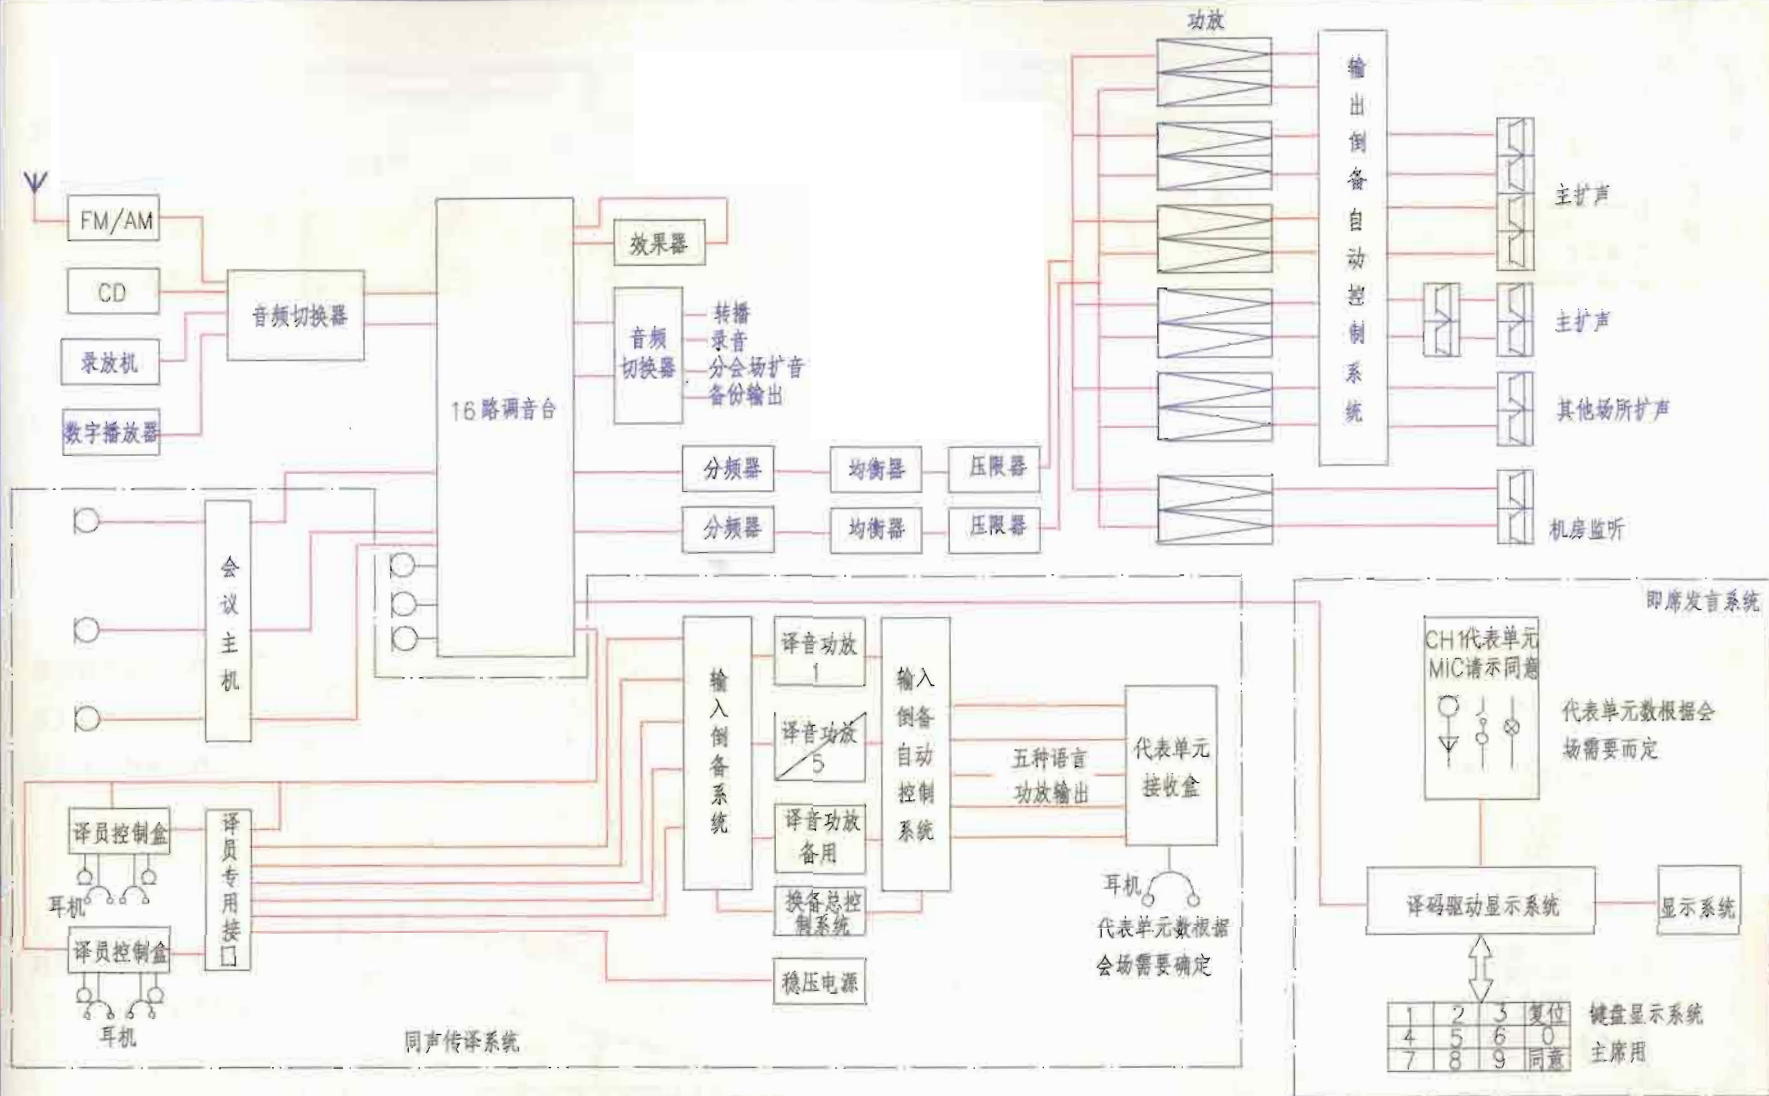 功放
输出倒备自动控制系统
主扩声
主扩声
其他场所扩声
机房监听
FM/AM
CD
录放机
数字播放器
音频切换器
16路调音台
效果器
音频
切换器
转播
录音
分会场扩音
备份输出
分频器
均衡器
压限器
分频器
均衡器
压限器
会议主机
译员控制盒
耳机
译员控制盒
耳机
译员专用接口
输入倒备系统
译音功放
1
译音功放
5
译音功放
备用
换备总控
制系统
稳压电源
输入
倒备
自动
控制
系统
五种语言
功放输出
代表单元
接收盒
耳机
代表单元数根据
会场需要确定
同声传译系统
即席发言系统
CH1代表单元
MiC请示同意
代表单元数根据会
场需要而定
译码驱动显示系统
显示系统
1 2 3 复位
4 5 6 0
7 8 9 同意
键盘显示系统
主席用